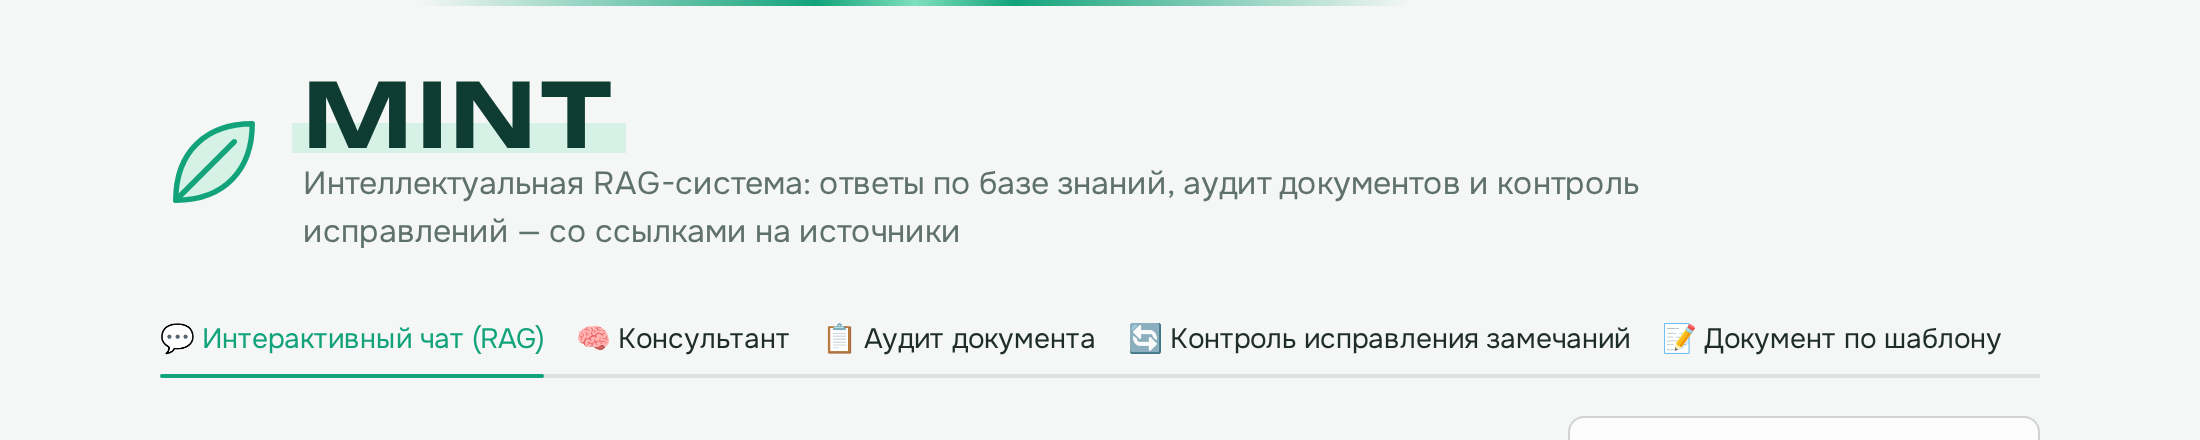 MINT
Интеллектуальная RAG-система: ответы по базе знаний, аудит документов и контроль
исправлений — со ссылками на источники
💬 Интерактивный чат (RAG) 🧠 Консультант 📋 Аудит документа 🔄 Контроль исправления замечаний 📝 Документ по шаблону